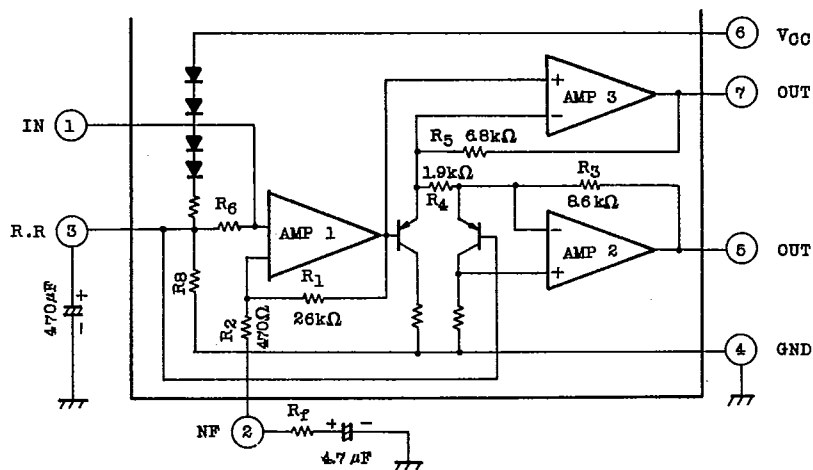 6 VCC
+
AMP 3
-
7 OUT
IN 1
R5 6.8kΩ
1.9kΩ
R4
R3
8.6kΩ
R6
R.R 3
AMP 1
-
AMP 2
+
5 OUT
R8
R1
26kΩ
R2
470Ω
470μF
+
-
4 GND
NF 2
Rf
+
-
4.7μF